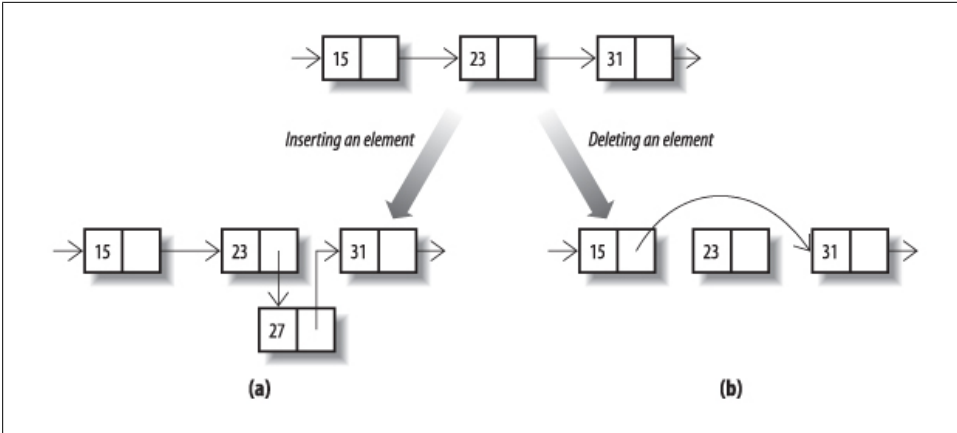 15 23 31
Inserting an element Deleting an element
15 23 31 15 23 31
27
(a) (b)